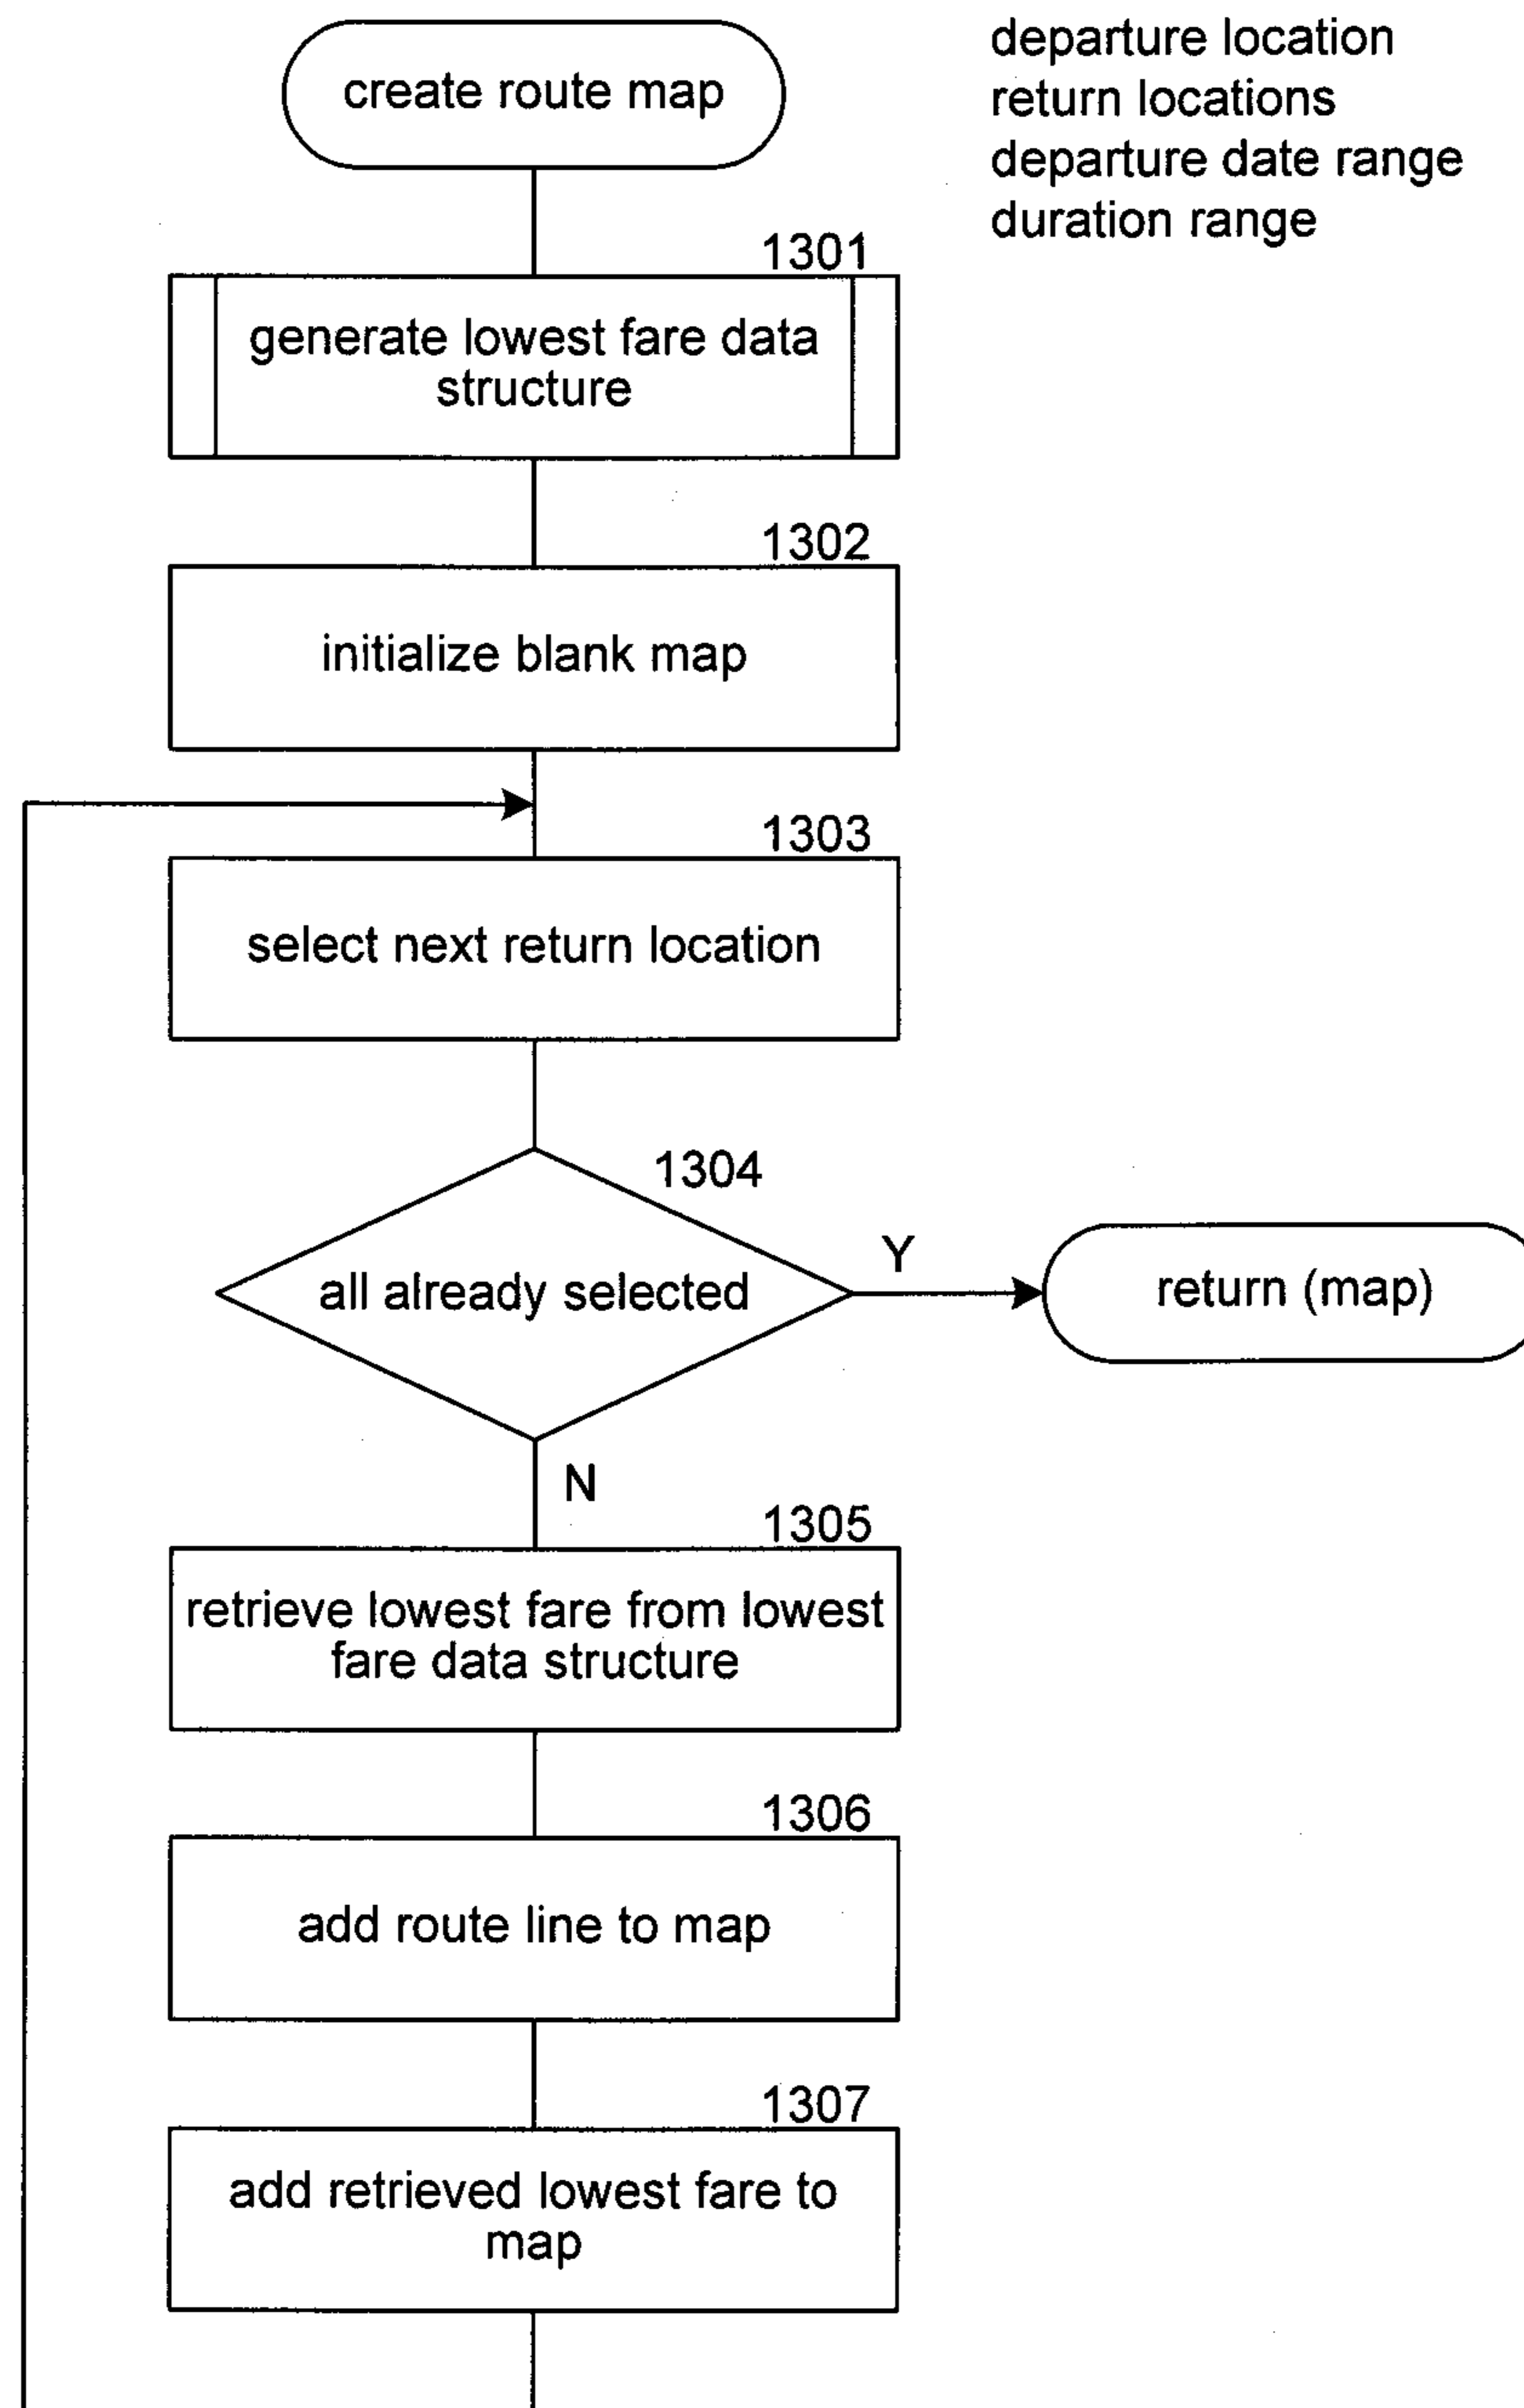 create route map
departure location
return locations
departure date range
duration range
1301
generate lowest fare data
structure
1302
initialize blank map
1303
select next return location
1304
all already selected
Y
return (map)
N
1305
retrieve lowest fare from lowest
fare data structure
1306
add route line to map
1307
add retrieved lowest fare to
map